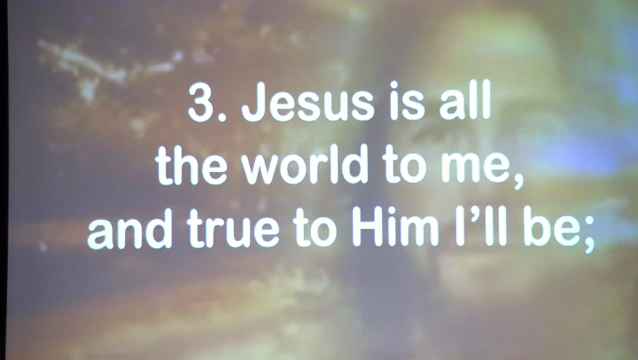 3. Jesus is all
the world to me,
and true to Him I'll be;